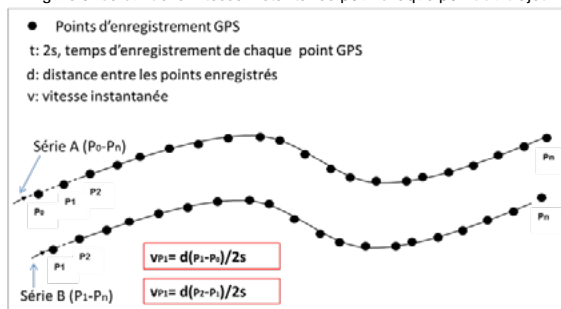 ● Points d'enregistrement GPS
t: 2s, temps d'enregistrement de chaque point GPS
d: distance entre les points enregistrés
v: vitesse instantanée
Série A (P0-Pn)
P0
P1
P2
Pn
P1
P2
Pn
Série B (P1-Pn)
vP1= d(P1-P0)/2s
vP1= d(P2-P1)/2s